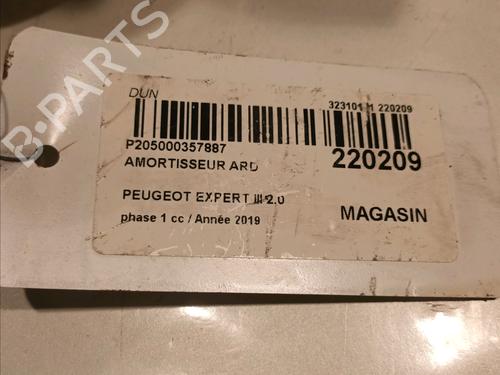 DUN
323101 M 220209
P205000357887
AMORTISSEUR ARD
220209
PEUGEOT EXPERT III 2.0
MAGASIN
phase 1 cc / Année 2019
B-PARTS